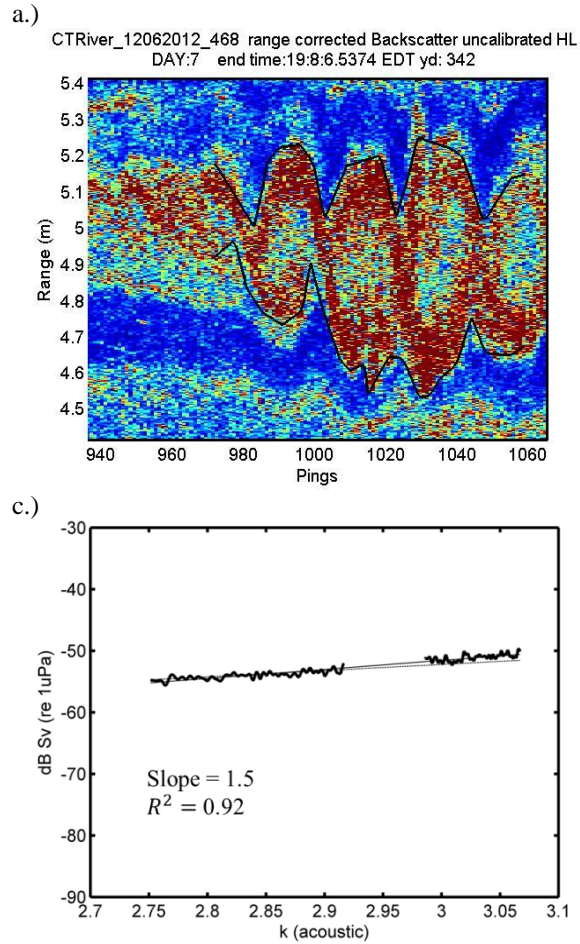 a.)
CTRiver_12062012_468 range corrected Backscatter uncalibrated HL
DAY:7 end time:19:8:6.5374 EDT yd: 342
5.4
5.3
5.2
5.1
5
4.9
4.8
4.7
4.6
4.5
Range (m)
940 960 980 1000 1020 1040 1060
Pings
c.)
-30
-40
-50
-60
-70
-80
-90
dB Sv (re 1uPa)
Slope = 1.5
R² = 0.92
2.7 2.75 2.8 2.85 2.9 2.95 3 3.05 3.1
k (acoustic)